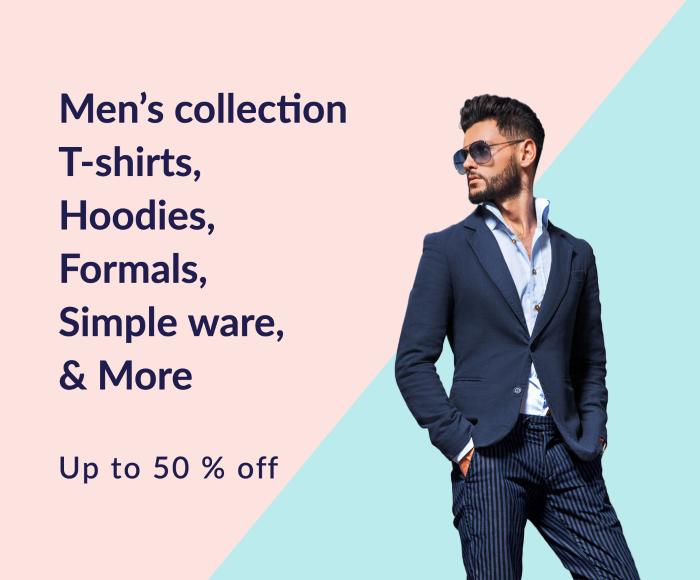 Men’s collection
T-shirts,
Hoodies,
Formals,
Simple ware,
& More
Up to 50 % off